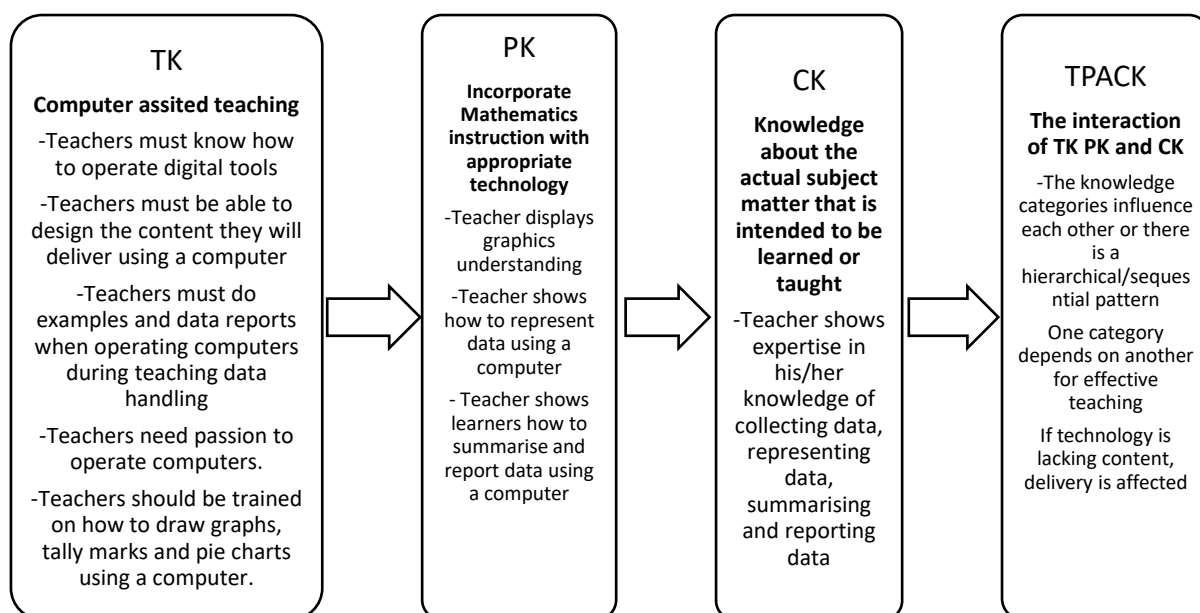 TK
Computer assited teaching
-Teachers must know how
to operate digital tools
-Teachers must be able to
design the content they will
deliver using a computer
-Teachers must do
examples and data reports
when operating computers
during teaching data
handling
-Teachers need passion to
operate computers.
-Teachers should be trained
on how to draw graphs,
tally marks and pie charts
using a computer.
PK
Incorporate
Mathematics
instruction with
appropriate
technology
-Teacher displays
graphics
understanding
-Teacher shows
how to represent
data using a
computer
- Teacher shows
learners how to
summarise and
report data using
a computer
CK
Knowledge
about the
actual subject
matter that is
intended to be
learned or
taught
-Teacher shows
expertise in
his/her
knowledge of
collecting data,
representing
data,
summarising
and reporting
data
TPACK
The interaction
of TK PK and CK
-The knowledge
categories influence
each other or there
is a
hierarchical/seques
ntial pattern
One category
depends on another
for effective
teaching
If technology is
lacking content,
delivery is affected